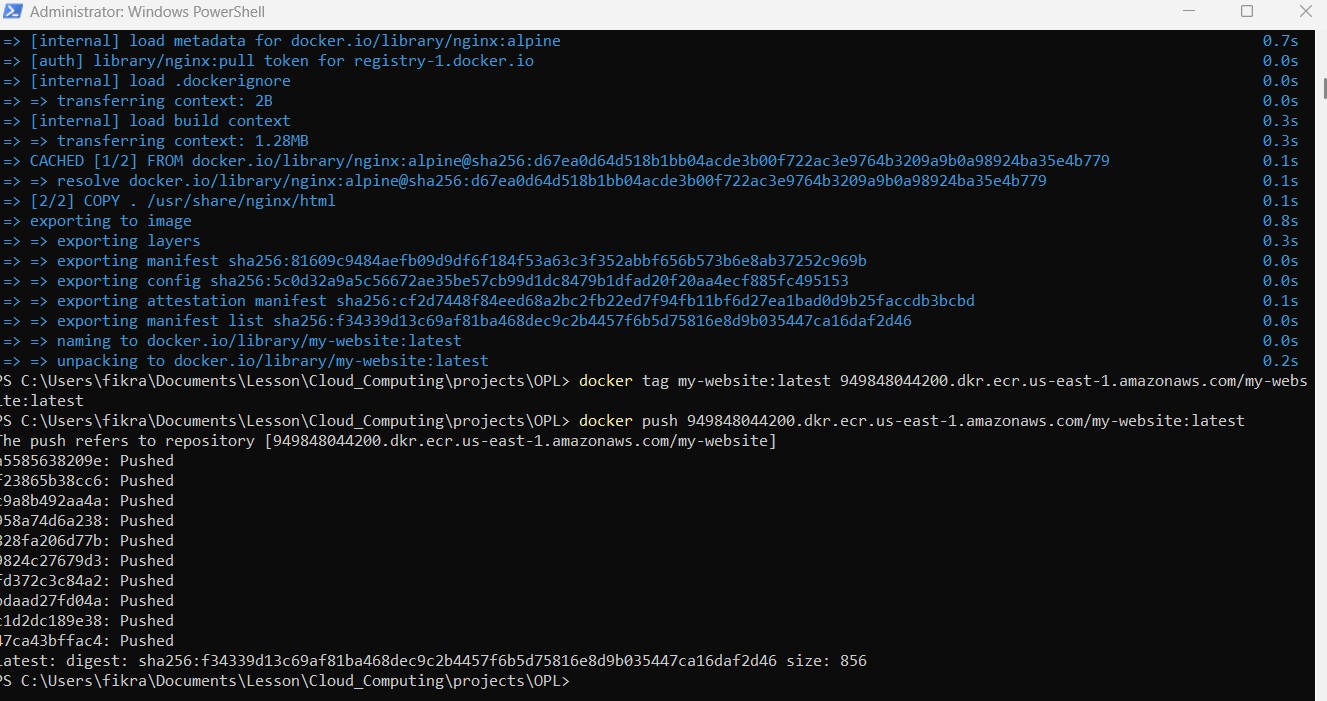 Administrator: Windows PowerShell
=> [internal] load metadata for docker.io/library/nginx:alpine 0.7s
=> [auth] library/nginx:pull token for registry-1.docker.io 0.0s
=> [internal] load .dockerignore 0.0s
=> => transferring context: 2B 0.0s
=> [internal] load build context 0.3s
=> => transferring context: 1.28MB 0.3s
=> CACHED [1/2] FROM docker.io/library/nginx:alpine@sha256:d67ea0d64d518b1bb04acde3b00f722ac3e9764b3209a9b0a98924ba35e4b779 0.1s
=> => resolve docker.io/library/nginx:alpine@sha256:d67ea0d64d518b1bb04acde3b00f722ac3e9764b3209a9b0a98924ba35e4b779 0.1s
=> [2/2] COPY . /usr/share/nginx/html 0.1s
=> exporting to image 0.8s
=> => exporting layers 0.3s
=> => exporting manifest sha256:81609c9484aefb09d9df6f184f53a63c3f352abbf656b573b6e8ab37252c969b 0.0s
=> => exporting config sha256:5c0d32a9a5c56672ae35be57cb99d1dc8479b1dfad20f20aa4ecf885fc495153 0.0s
=> => exporting attestation manifest sha256:cf2d7448f84eed68a2bc2fb22ed7f94fb11bf6d27ea1bad0d9b25faccdb3bcbd 0.1s
=> => exporting manifest list sha256:f34339d13c69af81ba468dec9c2b4457f6b5d75816e8d9b035447ca16daf2d46 0.0s
=> => naming to docker.io/library/my-website:latest 0.0s
=> => unpacking to docker.io/library/my-website:latest 0.2s
PS C:\Users\fikra\Documents\Lesson\Cloud_Computing\projects\OPL> docker tag my-website:latest 949848044200.dkr.ecr.us-east-1.amazonaws.com/my-webs
ite:latest
PS C:\Users\fikra\Documents\Lesson\Cloud_Computing\projects\OPL> docker push 949848044200.dkr.ecr.us-east-1.amazonaws.com/my-website:latest
The push refers to repository [949848044200.dkr.ecr.us-east-1.amazonaws.com/my-website]
a5585638209e: Pushed
f23865b38cc6: Pushed
c9a8b492aa4a: Pushed
958a74d6a238: Pushed
828fa206d77b: Pushed
9824c27679d3: Pushed
fd372c3c84a2: Pushed
bdaad27fd04a: Pushed
c1d2dc189e38: Pushed
47ca43bffac4: Pushed
latest: digest: sha256:f34339d13c69af81ba468dec9c2b4457f6b5d75816e8d9b035447ca16daf2d46 size: 856
PS C:\Users\fikra\Documents\Lesson\Cloud_Computing\projects\OPL>